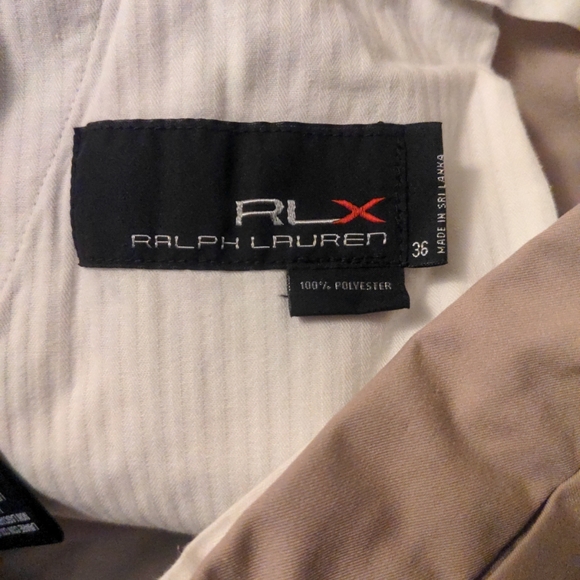 RLX
RALPH LAUREN
36
MADE IN SRI LANKA
100% POLYESTER